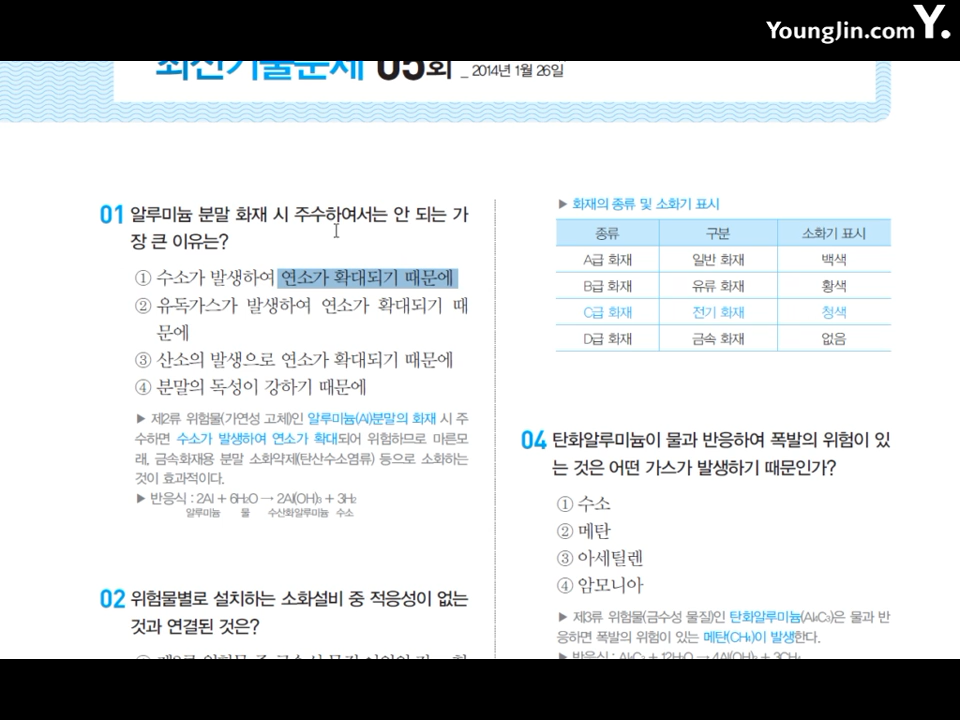 YoungJin.com Y.
최신기출문제 05회 _ 2014년 1월 26일
01 알루미늄 분말 화재 시 주수하여서는 안 되는 가
장 큰 이유는?
① 수소가 발생하여 연소가 확대되기 때문에
② 유독가스가 발생하여 연소가 확대되기 때
문에
③ 산소의 발생으로 연소가 확대되기 때문에
④ 분말의 독성이 강하기 때문에
▶ 제2류 위험물(가연성 고체)인 알루미늄(Al)분말의 화재 시 주
수하면 수소가 발생하여 연소가 확대되어 위험하므로 마른모
래, 금속화재용 분말 소화약제(탄산수소염류) 등으로 소화하는
것이 효과적이다.
▶ 반응식 : 2Al + 6H₂O → 2Al(OH)₃ + 3H₂
알루미늄 물 수산화알루미늄 수소
02 위험물별로 설치하는 소화설비 중 적응성이 없는
것과 연결된 것은?
▶ 화재의 종류 및 소화기 표시
종류 구분 소화기 표시
A급 화재 일반 화재 백색
B급 화재 유류 화재 황색
C급 화재 전기 화재 청색
D급 화재 금속 화재 없음
04 탄화알루미늄이 물과 반응하여 폭발의 위험이 있
는 것은 어떤 가스가 발생하기 때문인가?
① 수소
② 메탄
③ 아세틸렌
④ 암모니아
▶ 제3류 위험물(금수성 물질)인 탄화알루미늄(Al₄C₃)은 물과 반
응하면 폭발의 위험이 있는 메탄(CH₄)이 발생한다.
▶ 반응식 : Al₄C₃ + 12H₂O → 4Al(OH)₃ + 3CH₄